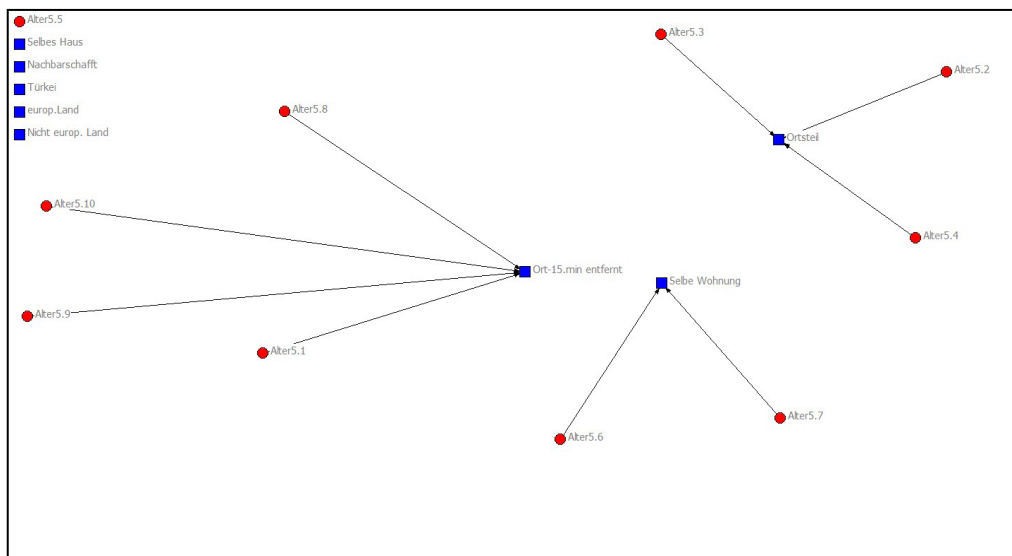 Alter5.5
Selbes Haus
Nachbarschafft
Türkei
europ.Land
Nicht europ. Land
Alter5.3
Alter5.2
Alter5.8
Ortsteil
Alter5.10
Alter5.4
Ort-15.min entfernt
Selbe Wohnung
Alter5.9
Alter5.1
Alter5.7
Alter5.6